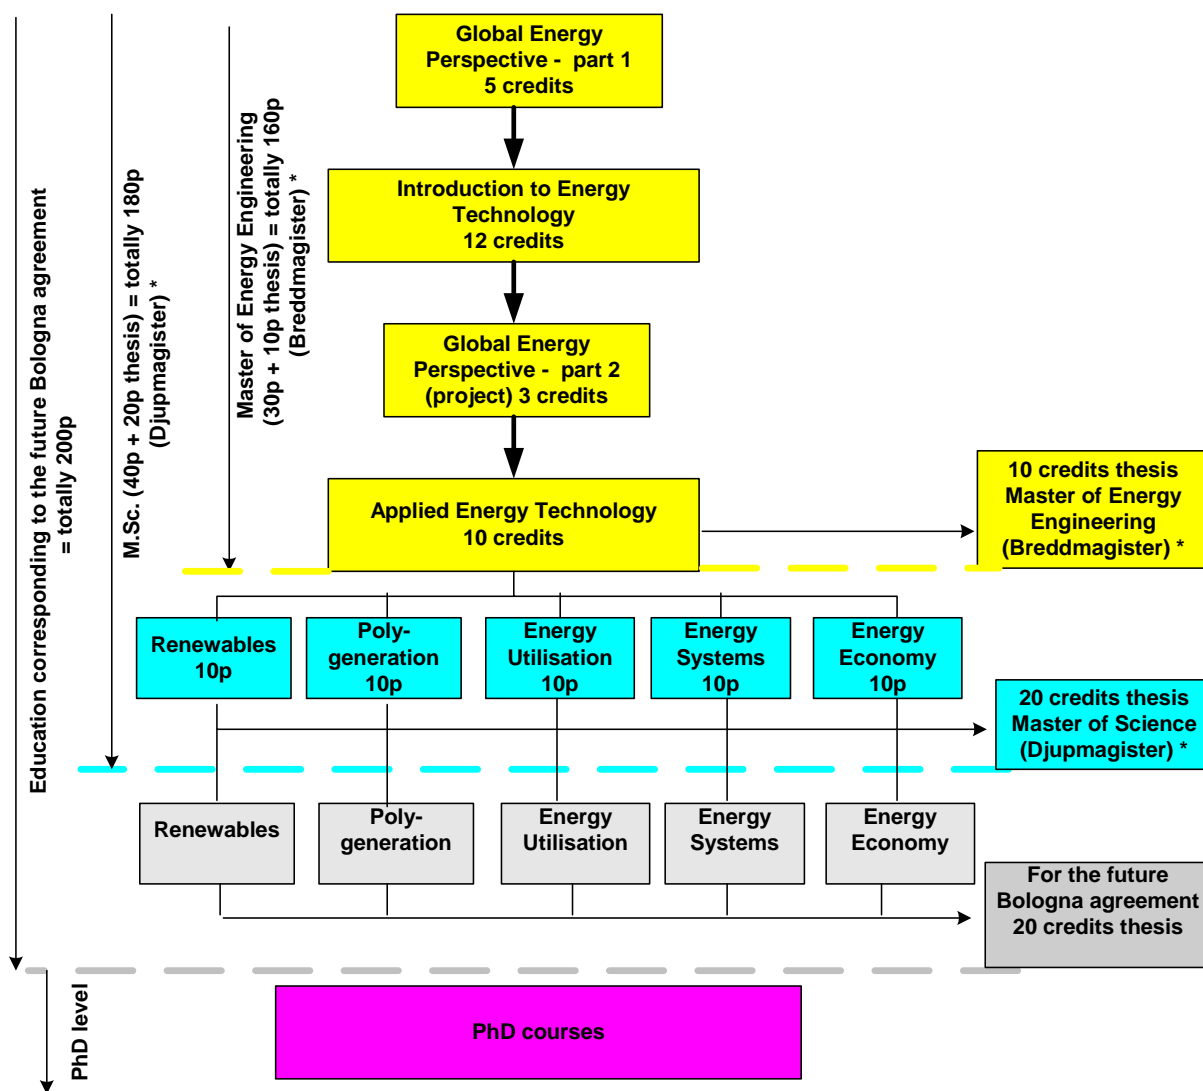 Global Energy
Perspective - part 1
5 credits
Introduction to Energy
Technology
12 credits
Global Energy
Perspective - part 2
(project) 3 credits
Applied Energy Technology
10 credits
10 credits thesis
Master of Energy
Engineering
(Breddmagister) *
Education corresponding to the future Bologna agreement
= totally 200p
M.Sc. (40p + 20p thesis) = totally 180p
(Djupmagister) *
Master of Energy Engineering
(30p + 10p thesis) = totally 160p
(Breddmagister) *
Renewables
10p
Poly-
generation
10p
Energy
Utilisation
10p
Energy
Systems
10p
Energy
Economy
10p
20 credits thesis
Master of Science
(Djupmagister) *
Renewables
Poly-
generation
Energy
Utilisation
Energy
Systems
Energy
Economy
For the future
Bologna agreement
20 credits thesis
PhD level
PhD courses